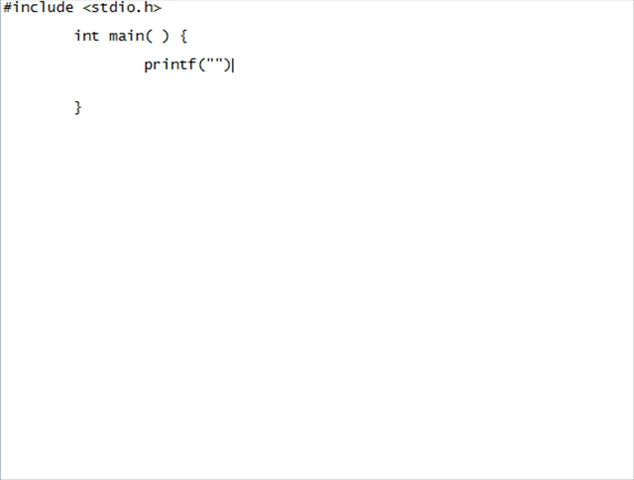 #include <stdio.h>
int main( ) {
printf("")
}